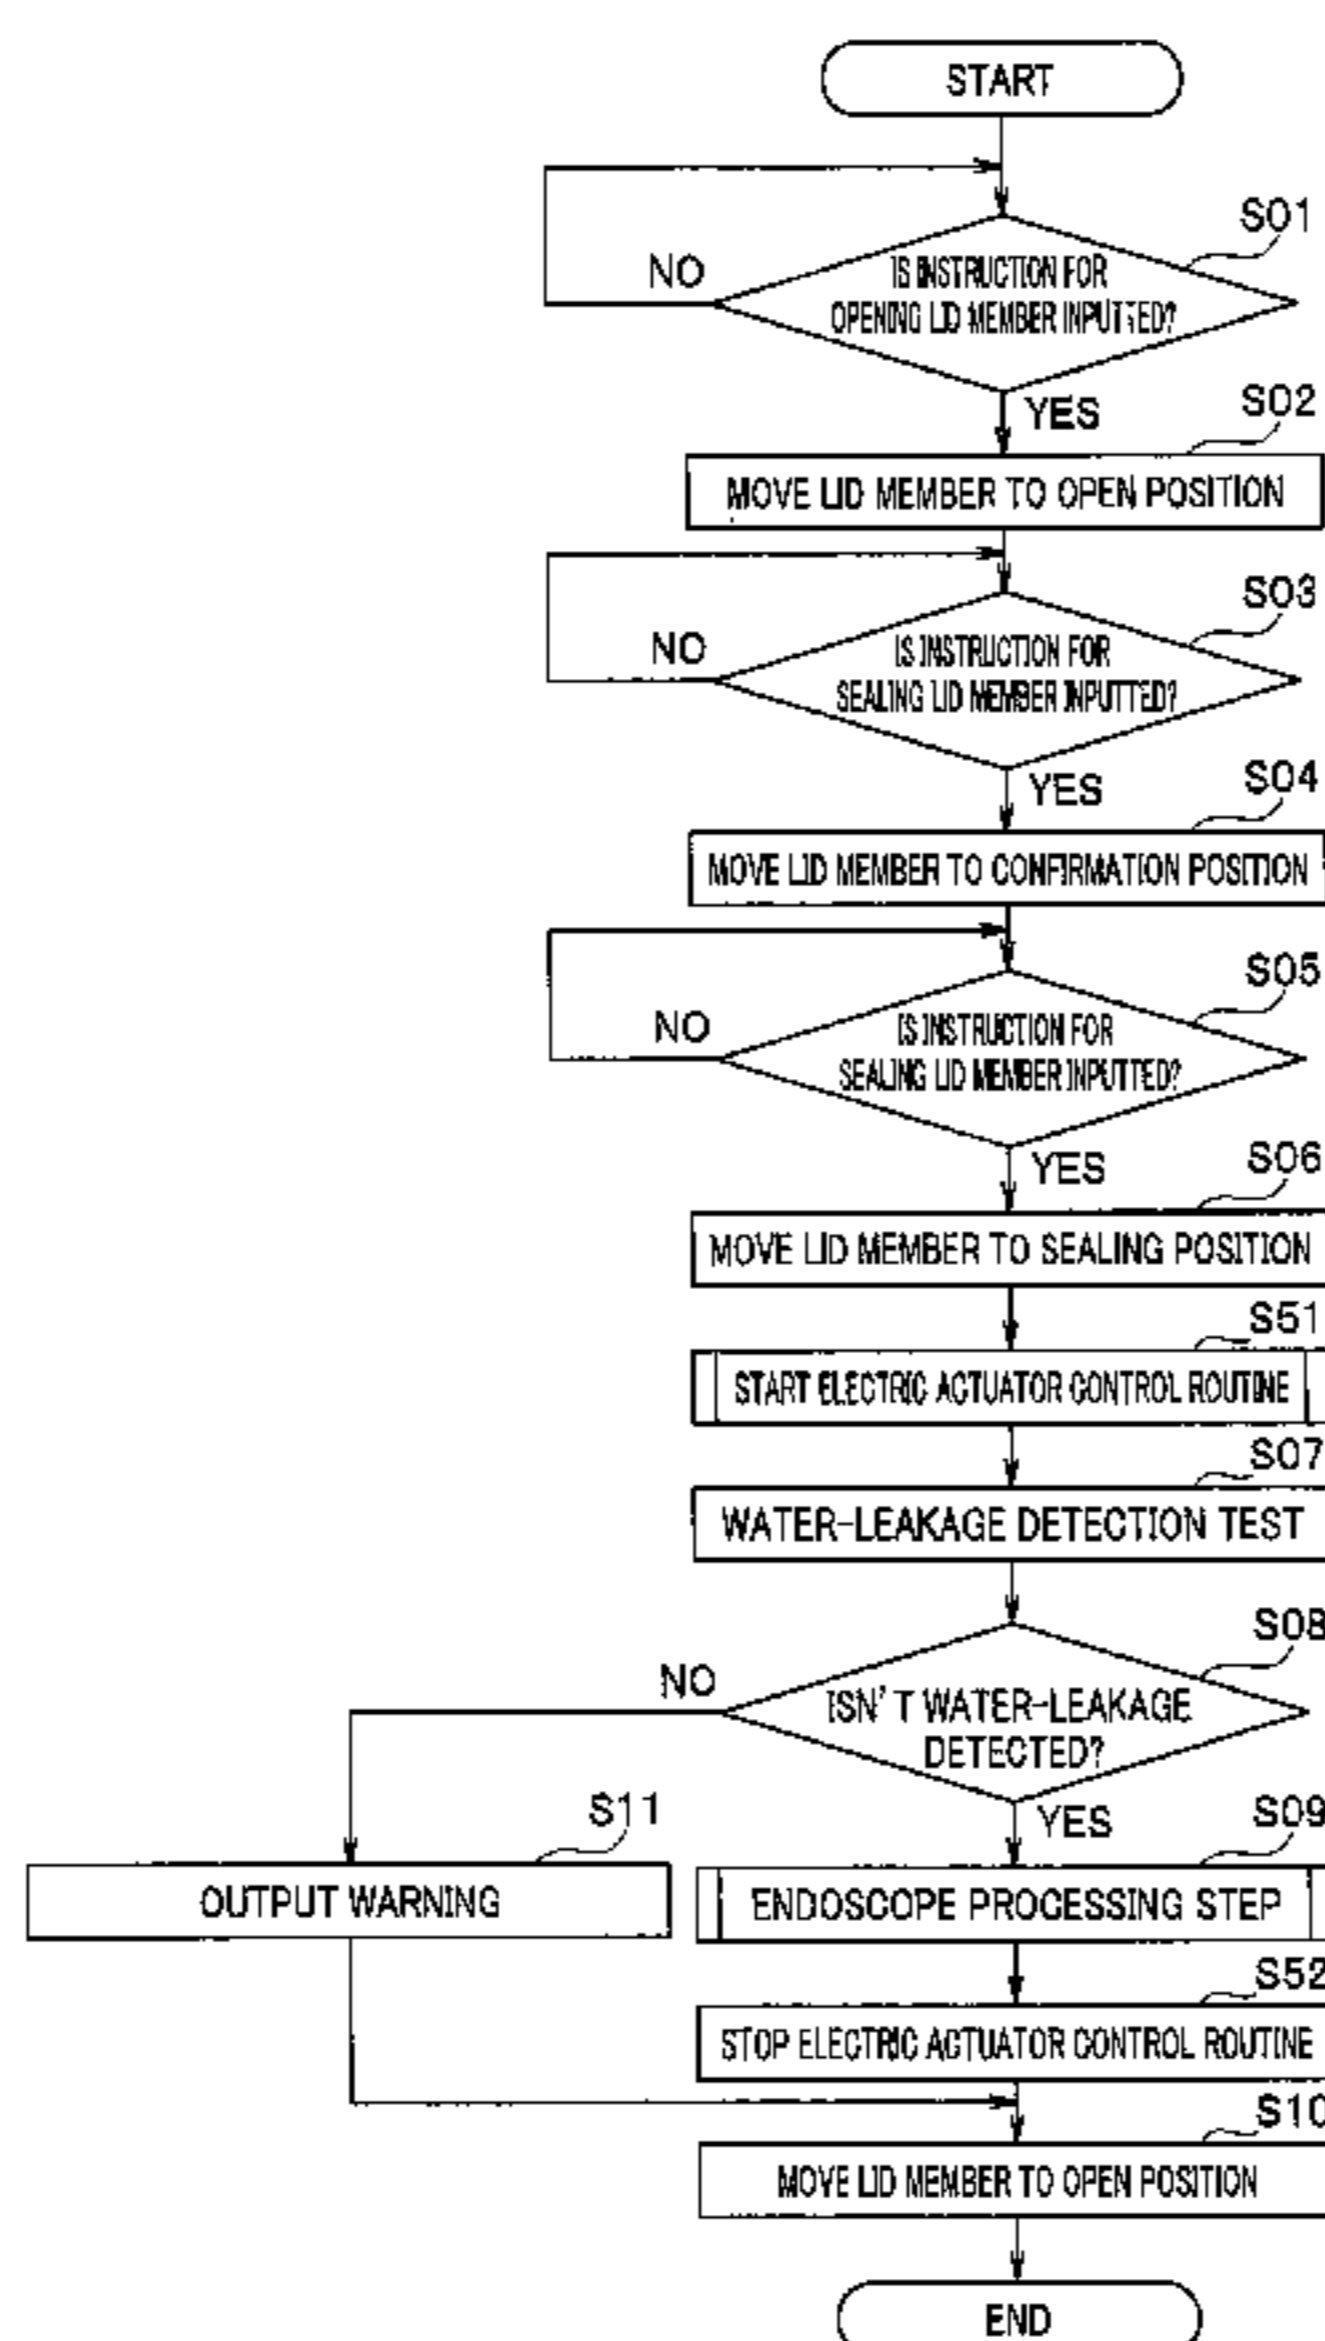 START
S01
NO
IS INSTRUCTION FOR
OPENING LID MEMBER INPUTTED?
YES
S02
MOVE LID MEMBER TO OPEN POSITION
S03
NO
IS INSTRUCTION FOR
SEALING LID MEMBER INPUTTED?
YES
S04
MOVE LID MEMBER TO CONFIRMATION POSITION
S05
NO
IS INSTRUCTION FOR
SEALING LID MEMBER INPUTTED?
YES
S06
MOVE LID MEMBER TO SEALING POSITION
S51
START ELECTRIC ACTUATOR CONTROL ROUTINE
S07
WATER-LEAKAGE DETECTION TEST
S08
NO
ISN'T WATER-LEAKAGE
DETECTED?
YES
S11
S09
OUTPUT WARNING
ENDOSCOPE PROCESSING STEP
S52
STOP ELECTRIC ACTUATOR CONTROL ROUTINE
S10
MOVE LID MEMBER TO OPEN POSITION
END